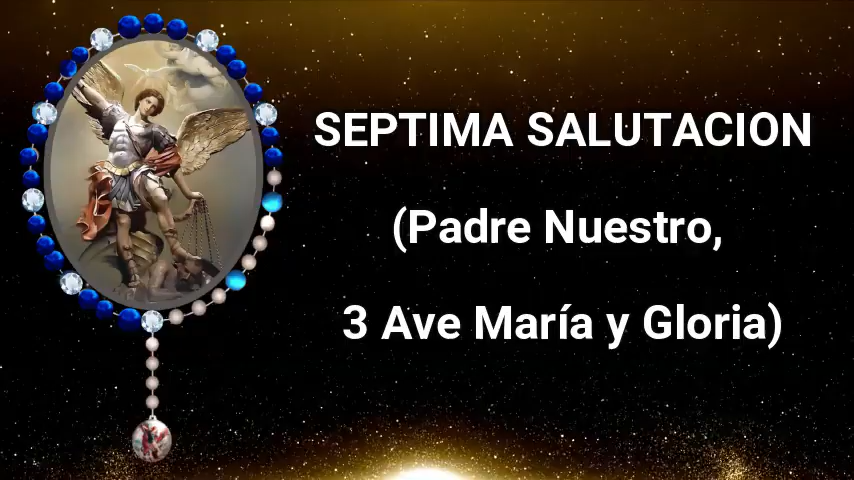 SEPTIMA SALUTACION
(Padre Nuestro,
3 Ave María y Gloria)